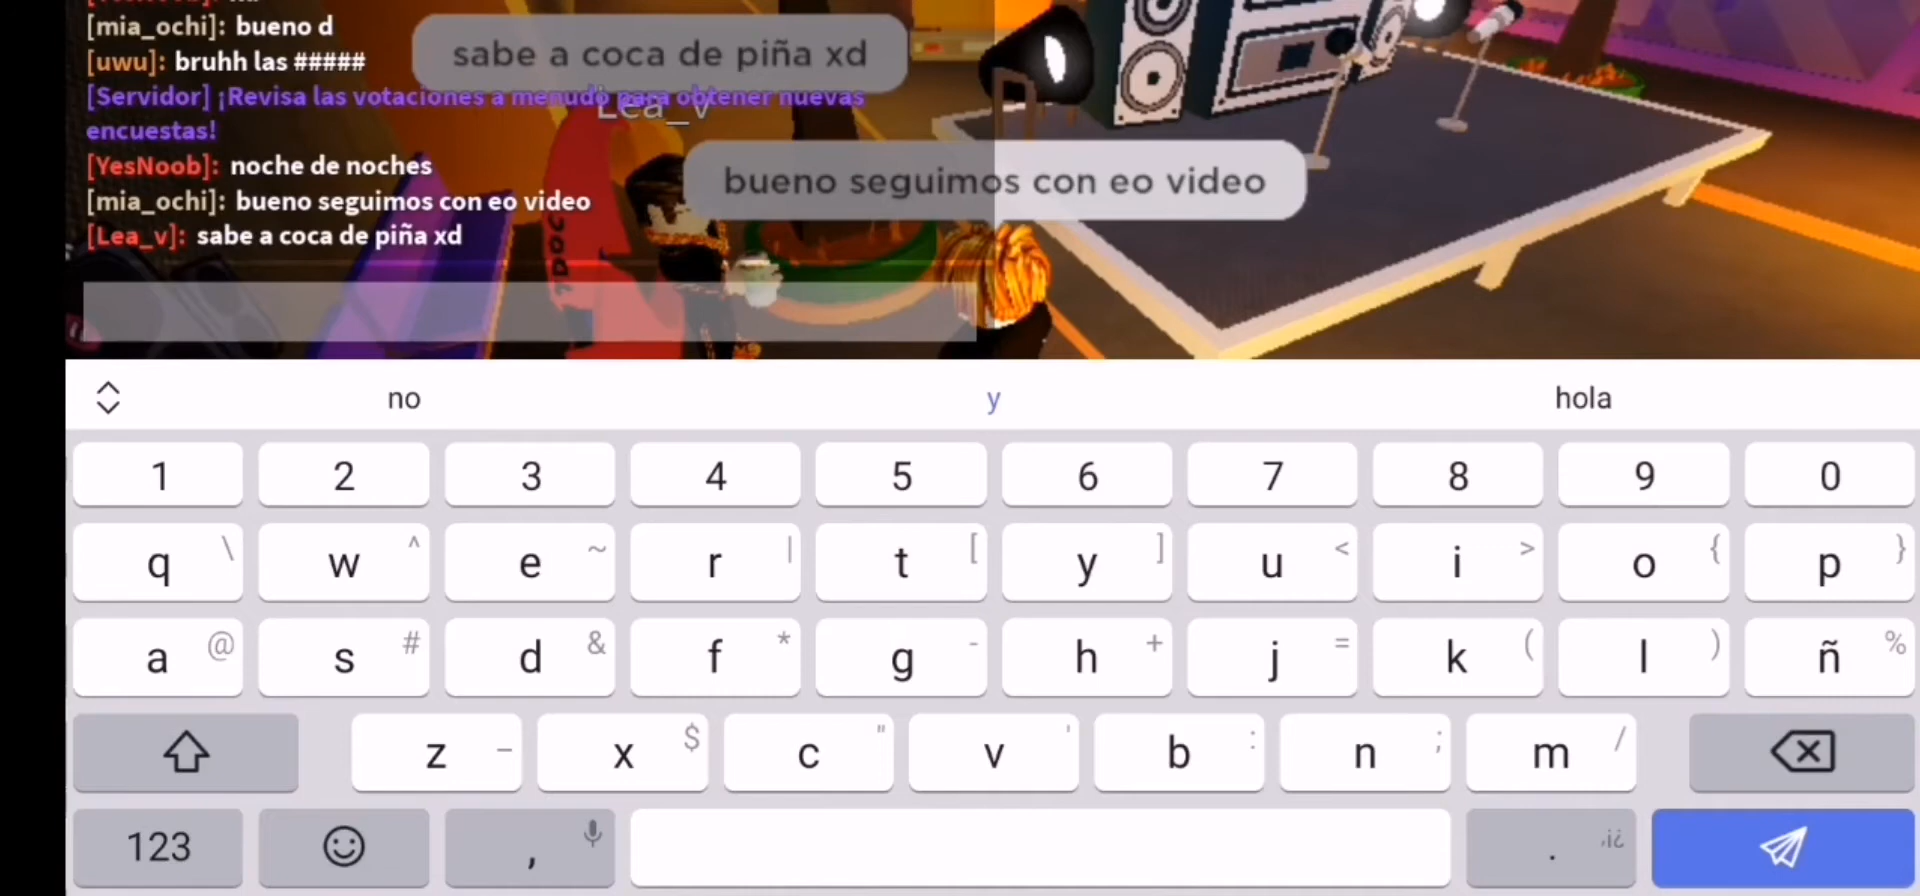 [mia_ochi]: bueno d
[uwu]: bruhh las #####
[Servidor] ¡Revisa las votaciones a menudo para obtener nuevas
encuestas!
[YesNoob]: noche de noches
[mia_ochi]: bueno seguimos con eo video
[Lea_v]: sabe a coca de piña xd
sabe a coca de piña xd
Lea_v
bueno seguimos con eo video
no y hola
1 2 3 4 5 6 7 8 9 0
q \ w ^ e ~ r | t [ y ] u < i > o { p }
a @ s # d & f * g - h + j = k ( l ) ñ %
z _ x $ c " v ' b : n ; m /
123 , . ,i¿